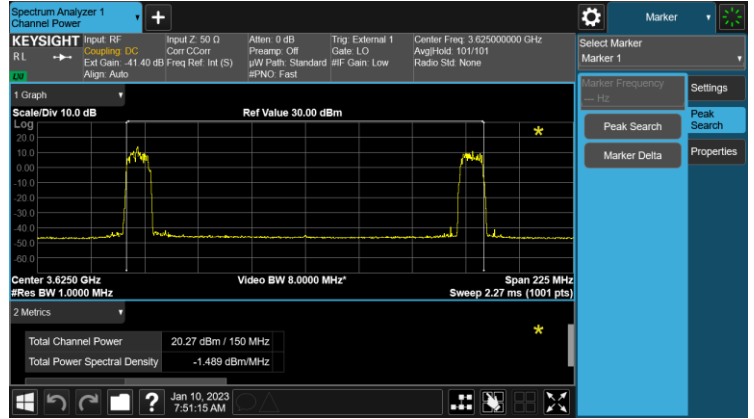 Spectrum Analyzer 1
Channel Power
+
Marker
KEYSIGHT
RL
LXI
Input: RF
Coupling: DC
Ext Gain: -41.40 dB
Align: Auto
Input Z: 50 Ω
Corr CCorr
Freq Ref: Int (S)
Atten: 0 dB
Preamp: Off
µW Path: Standard
#PNO: Fast
Trig: External 1
Gate: LO
#IF Gain: Low
Center Freq: 3.625000000 GHz
Avg|Hold: 101/101
Radio Std: None
Select Marker
Marker 1
Marker Frequency
--- Hz
Peak Search
Marker Delta
Settings
Peak
Search
Properties
1 Graph
Scale/Div 10.0 dB
Ref Value 30.00 dBm
Log
20.0
10.0
0.00
-10.0
-20.0
-30.0
-40.0
-50.0
-60.0
Center 3.6250 GHz
Video BW 8.0000 MHz*
Span 225 MHz
#Res BW 1.0000 MHz
Sweep 2.27 ms (1001 pts)
2 Metrics
Total Channel Power 20.27 dBm / 150 MHz
Total Power Spectral Density -1.489 dBm/MHz
?
Jan 10, 2023
7:51:15 AM